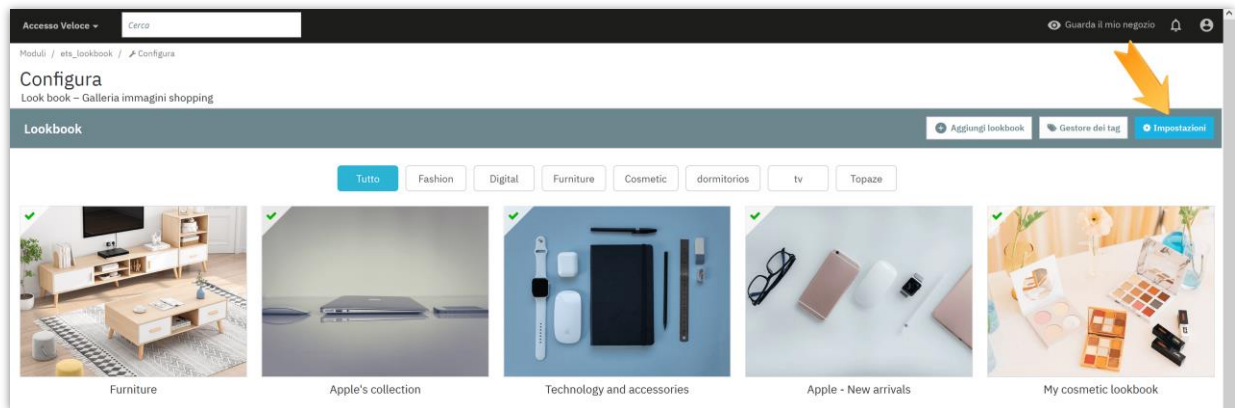 Accesso Veloce
Cerca
Guarda il mio negozio
Moduli / ets_lookbook / Configura
Configura
Look book – Galleria immagini shopping
Lookbook
Aggiungi lookbook
Gestore dei tag
Impostazioni
Tutto
Fashion
Digital
Furniture
Cosmetic
dormitorios
tv
Topaze
Furniture
Apple's collection
Technology and accessories
Apple - New arrivals
My cosmetic lookbook